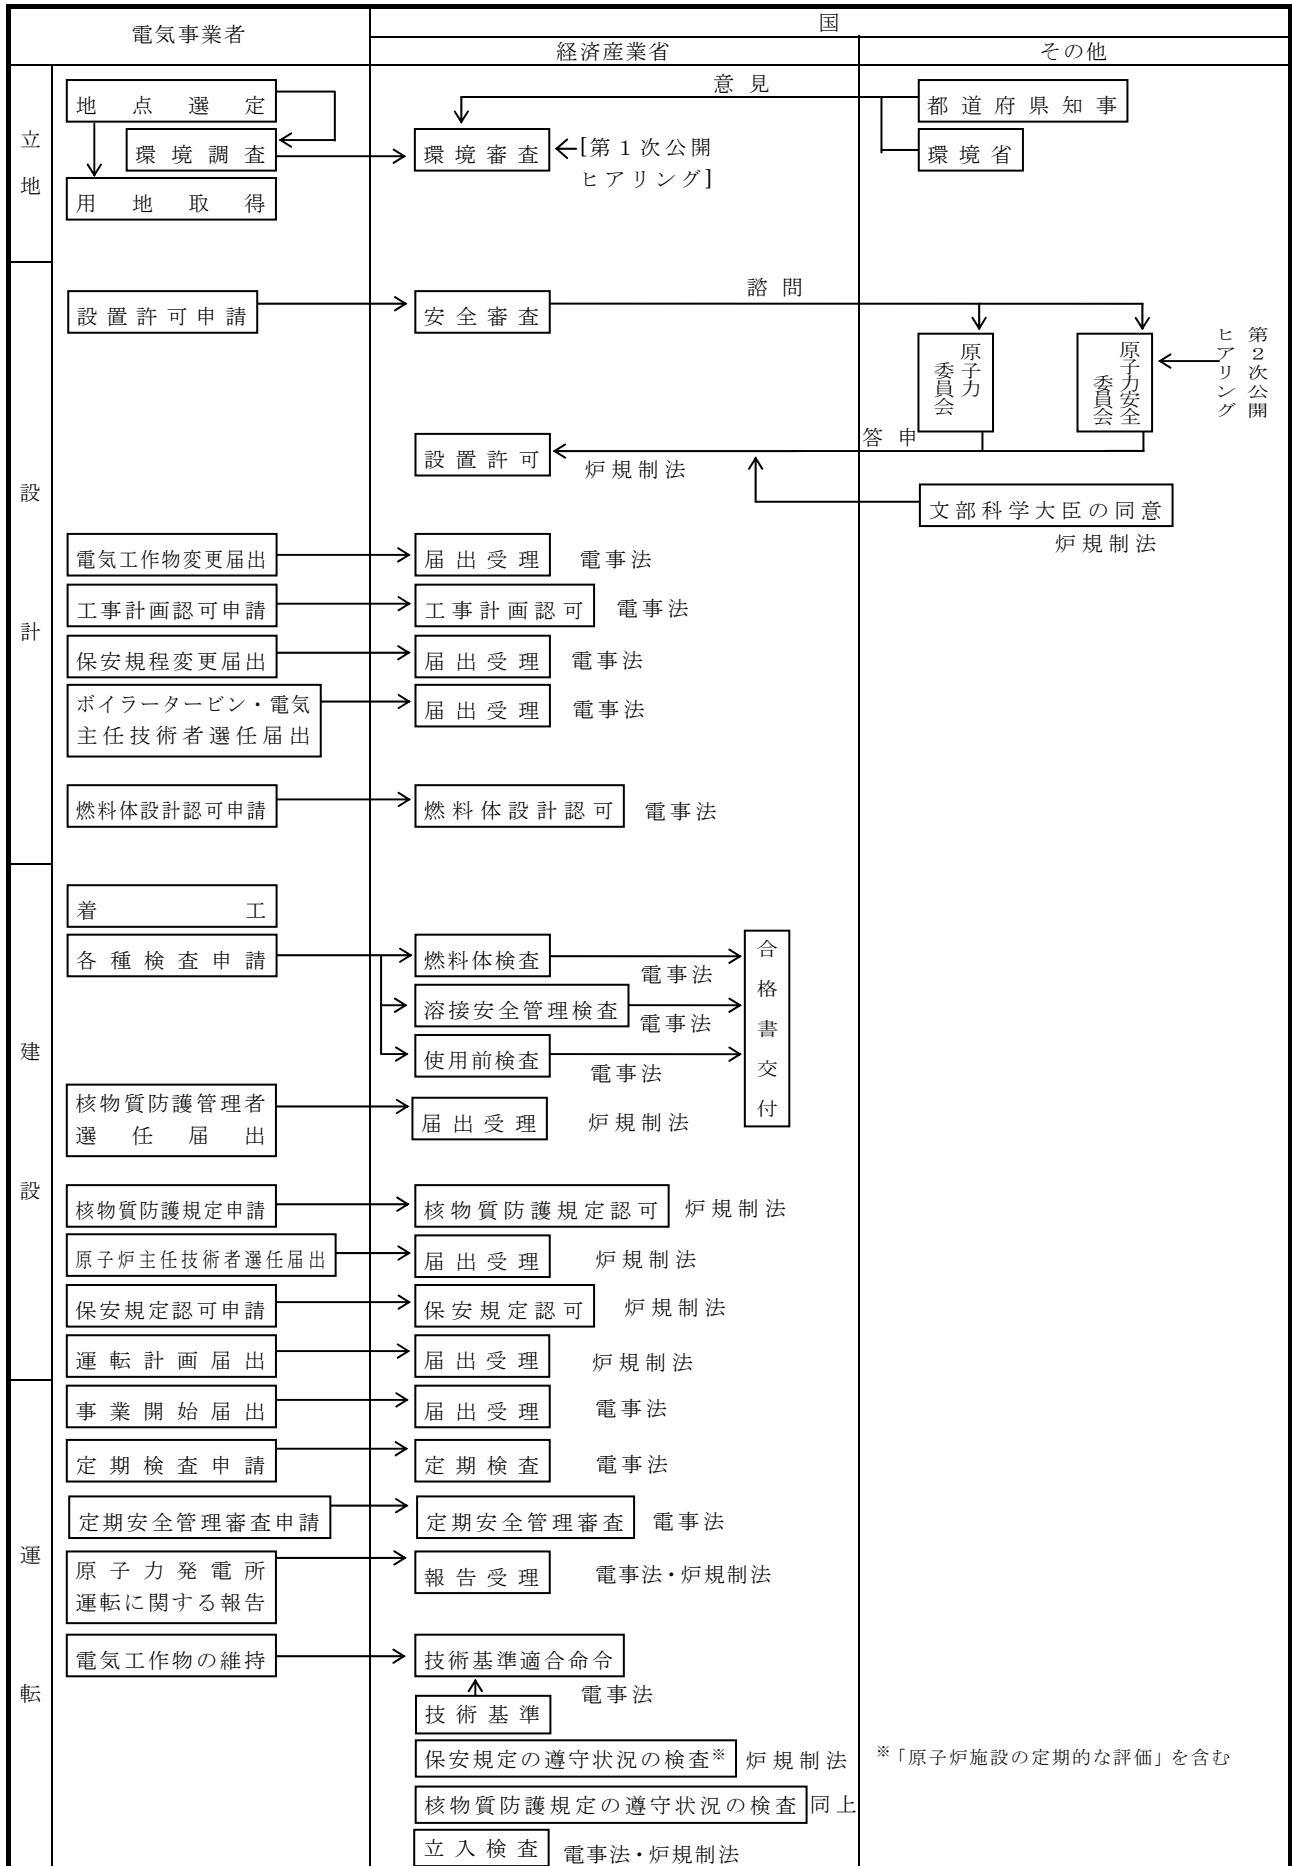 電気事業者
国
経済産業省
その他
立地
地点選定
環境調査
用地取得
意見
環境審査
[第１次公開
ヒアリング]
都道府県知事
環境省
設計
設置許可申請
安全審査
諮問
原子力
委員会
原子力安全
委員会
第２次公開
ヒアリング
答申
設置許可
炉規制法
文部科学大臣の同意
炉規制法
電気工作物変更届出
届出受理
電事法
工事計画認可申請
工事計画認可
電事法
保安規程変更届出
届出受理
電事法
ボイラータービン・電気
主任技術者選任届出
届出受理
電事法
燃料体設計認可申請
燃料体設計認可
電事法
建設
着工
各種検査申請
燃料体検査
電事法
溶接安全管理検査
電事法
使用前検査
電事法
合格書交付
核物質防護管理者
選任届出
届出受理
炉規制法
核物質防護規定申請
核物質防護規定認可
炉規制法
原子炉主任技術者選任届出
届出受理
炉規制法
保安規定認可申請
保安規定認可
炉規制法
運転計画届出
届出受理
炉規制法
運転
事業開始届出
届出受理
電事法
定期検査申請
定期検査
電事法
定期安全管理審査申請
定期安全管理審査
電事法
原子力発電所
運転に関する報告
報告受理
電事法・炉規制法
電気工作物の維持
技術基準適合命令
電事法
技術基準
保安規定の遵守状況の検査※
炉規制法
※「原子炉施設の定期的な評価」を含む
核物質防護規定の遵守状況の検査
同上
立入検査
電事法・炉規制法